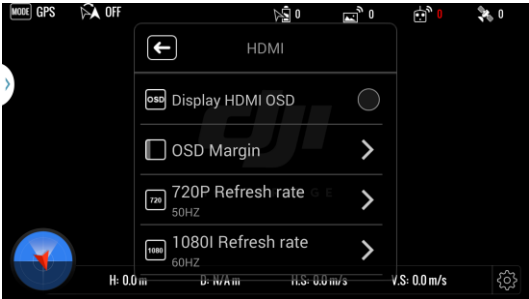 MODE GPS OFF 0 0 0 0
HDMI
OSD Display HDMI OSD
OSD Margin
720 720P Refresh rate
50HZ
1080 1080I Refresh rate
60HZ
H: 0.0 m D: N/A m H.S: 0.0 m/s V.S: 0.0 m/s